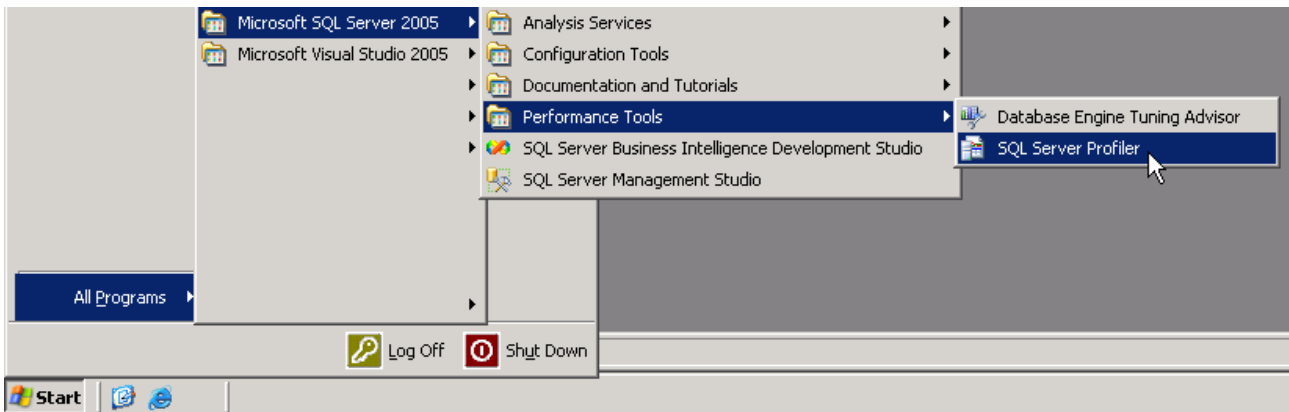 Microsoft SQL Server 2005
Microsoft Visual Studio 2005
Analysis Services
Configuration Tools
Documentation and Tutorials
Performance Tools
SQL Server Business Intelligence Development Studio
SQL Server Management Studio
Database Engine Tuning Advisor
SQL Server Profiler
All Programs
Log Off
Shut Down
Start